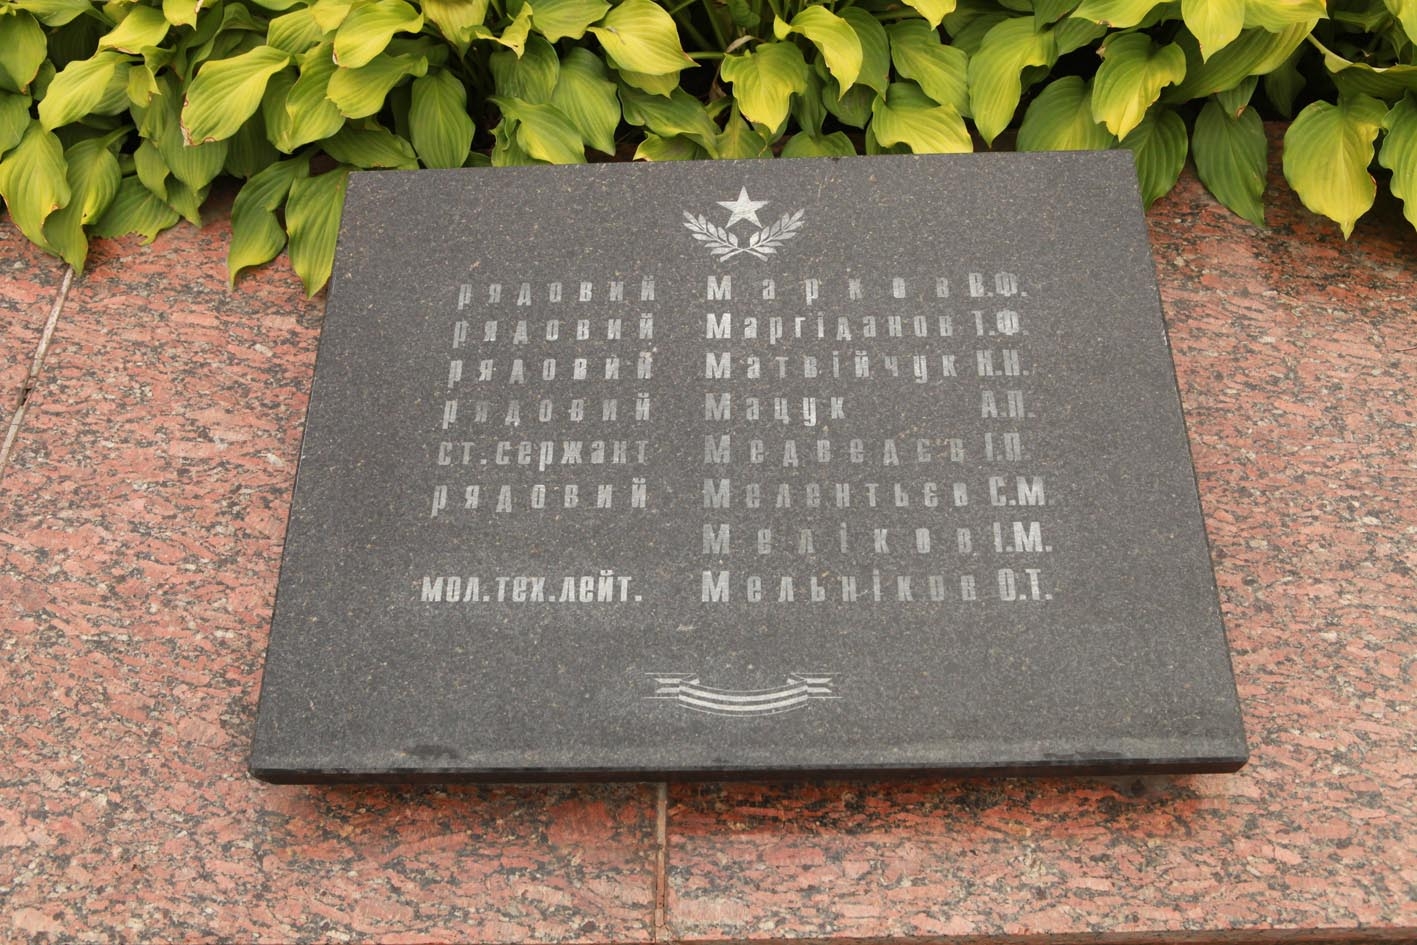 рядовий Марков В.Ф.
рядовий Маргіданов І.Ф.
рядовий Матвійчук Н.Н.
рядовий Мацук А.П.
ст.сержант Медведєв І.П.
рядовий Мелентьєв С.М.
Меліков І.М.
мол.тех.лейт. Мельніков О.Т.